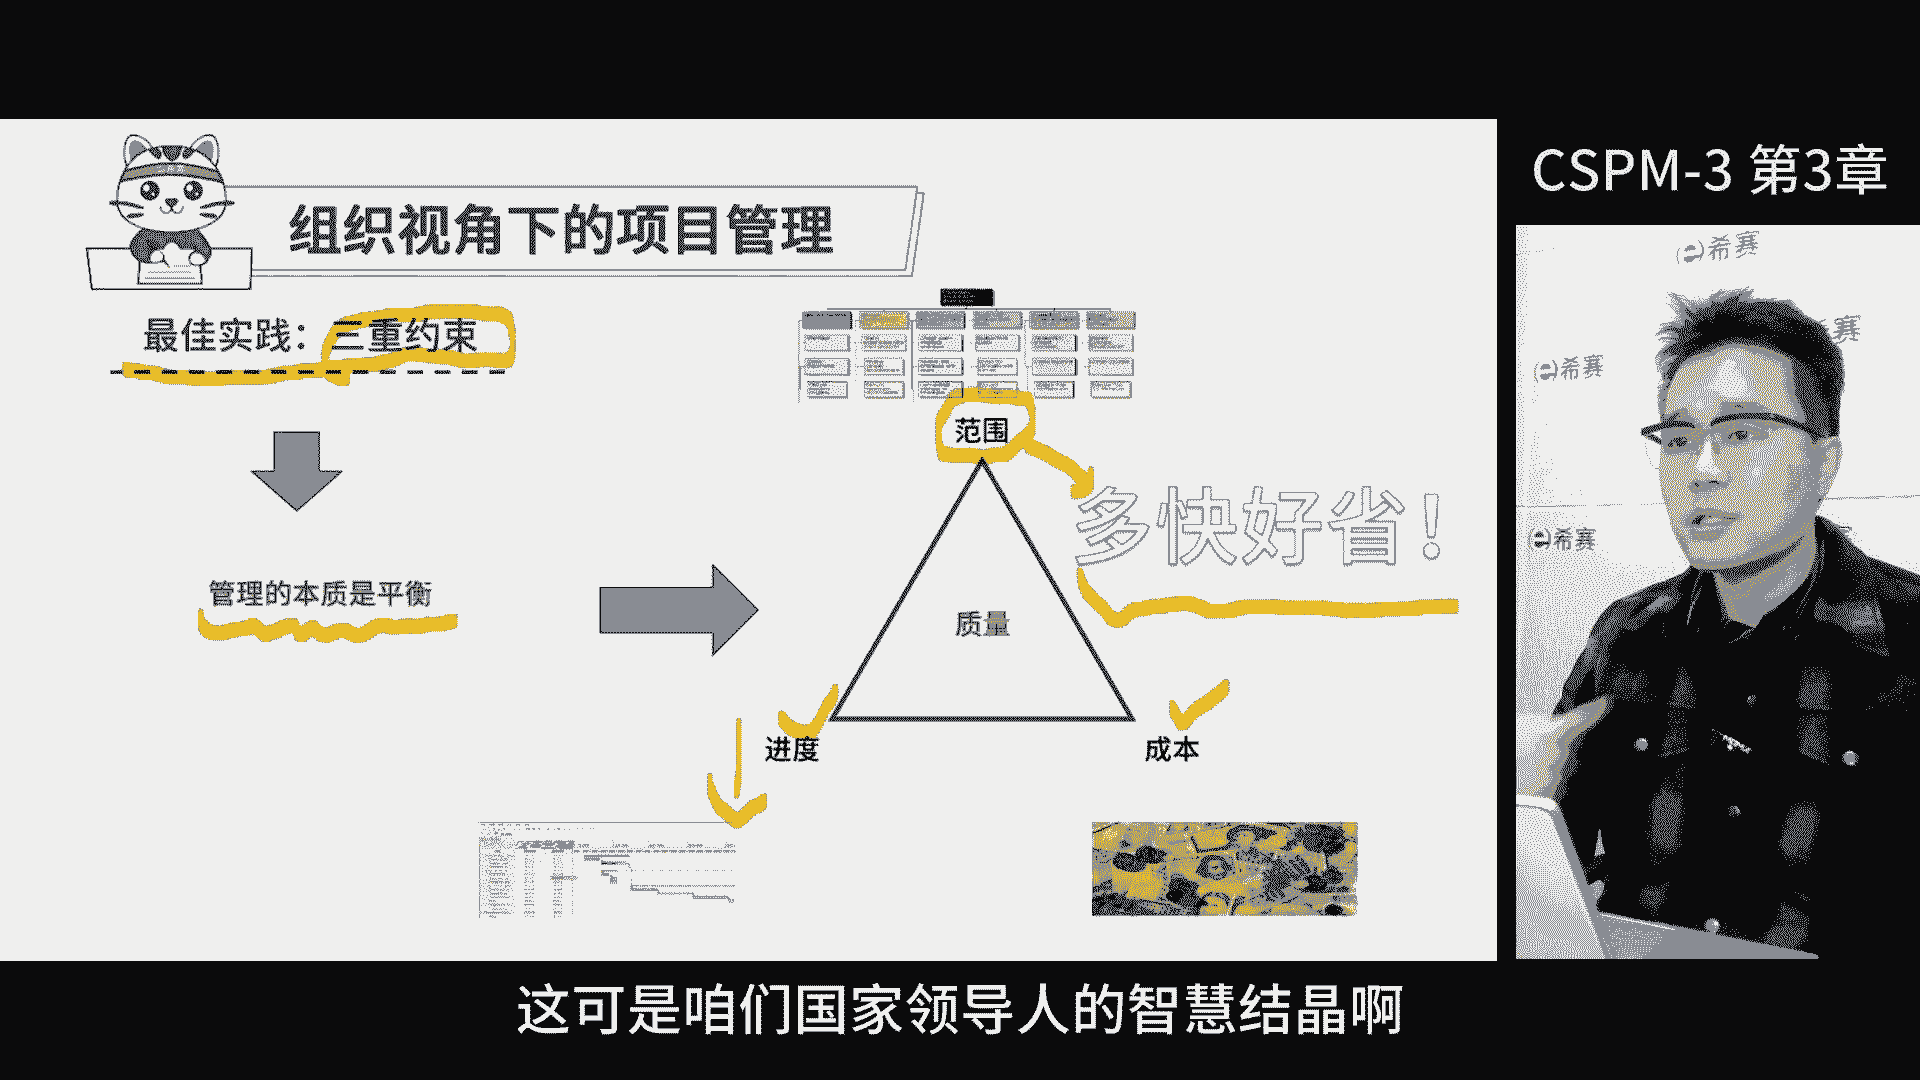 CSPM-3 第3章
组织视角下的项目管理
最佳实践：三重约束
范围
多快好省！
管理的本质是平衡
质量
进度
成本
希赛
希赛
赛
希赛
这可是咱们国家领导人的智慧结晶啊